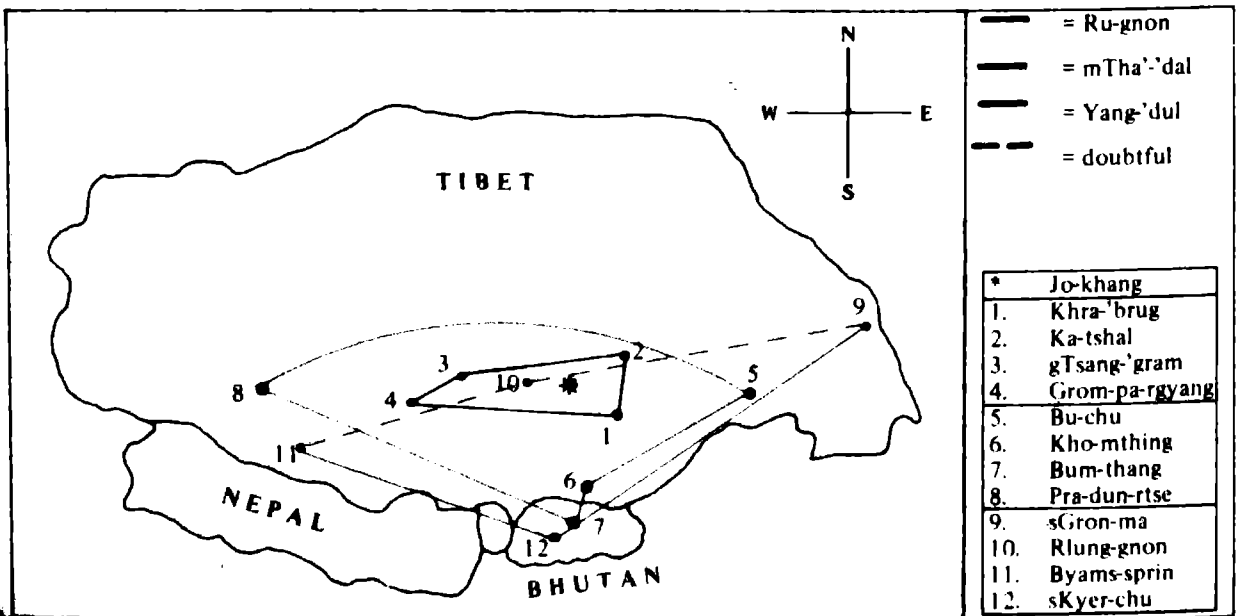 N
W E
S
TIBET
9
3
2
10
*
5
8
4
1
11
6
7
12
NEPAL
BHUTAN
= Ru-gnon
= mTha'-'dal
= Yang-'dul
= doubtful
* Jo-khang
1. Khra-'brug
2. Ka-tshal
3. gTsang-'gram
4. Grom-pa-rgyang
5. Bu-chu
6. Kho-mthing
7. Bum-thang
8. Pra-dun-rtse
9. sGron-ma
10. Rlung-gnon
11. Byams-sprin
12. sKyer-chu